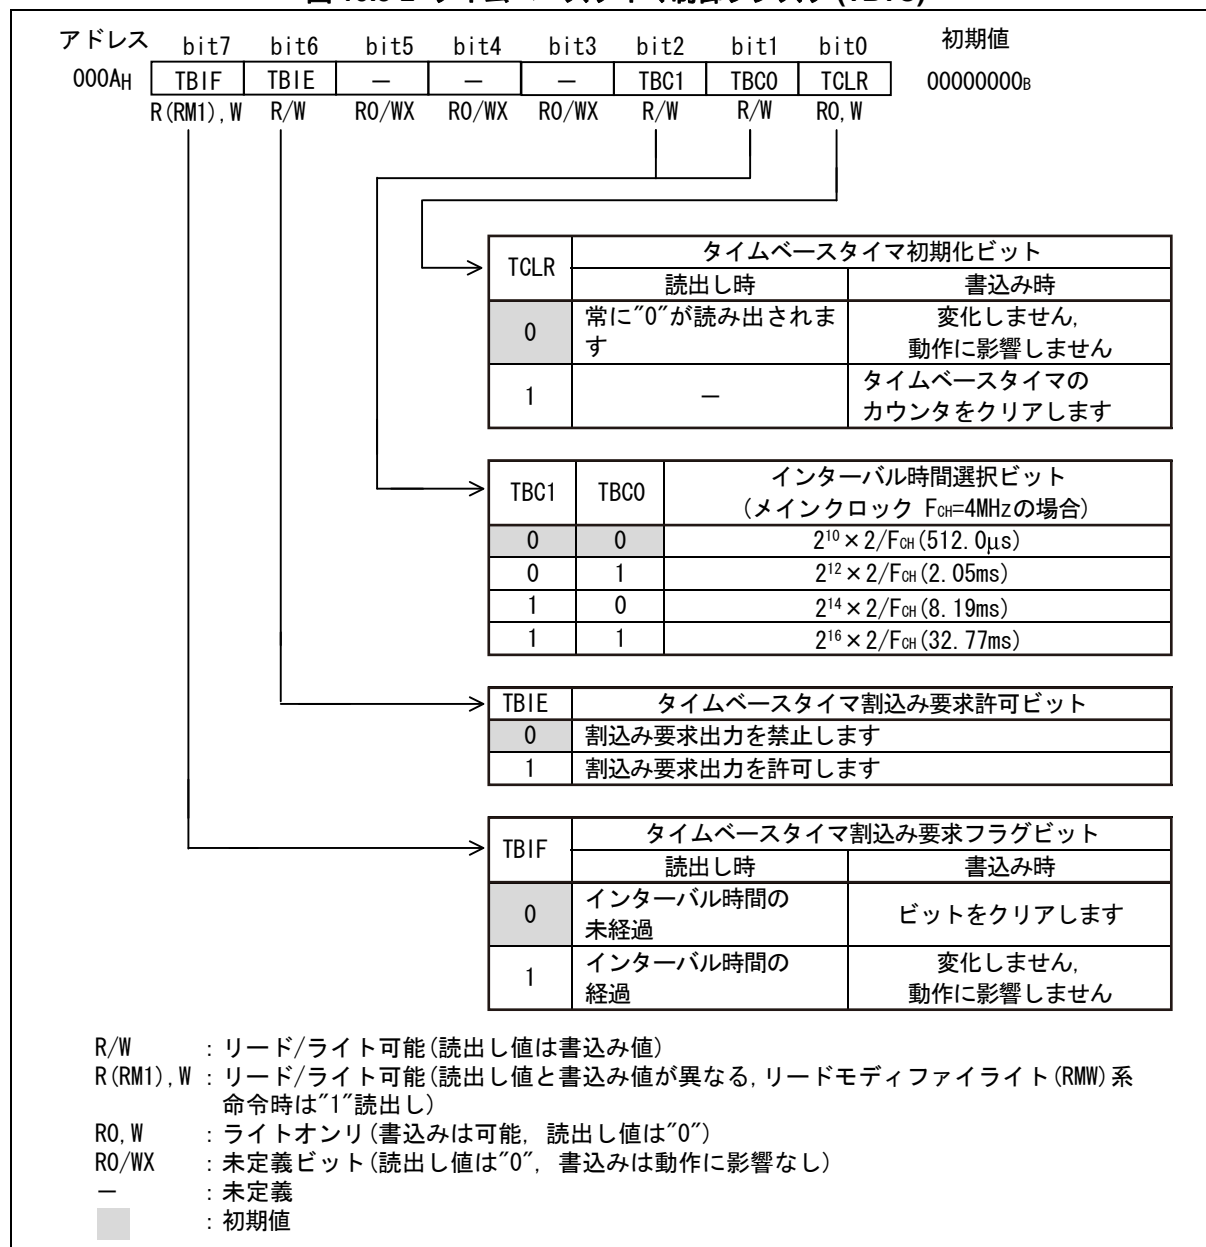 アドレス bit7 bit6 bit5 bit4 bit3 bit2 bit1 bit0 初期値
000AH TBIF TBIE － － － TBC1 TBC0 TCLR 00000000B
R(RM1),W R/W R0/WX R0/WX R0/WX R/W R/W R0,W
TCLR タイムベースタイマ初期化ビット
読出し時 書込み時
0 常に"0"が読み出されま
す
変化しません,
動作に影響しません
1 － タイムベースタイマの
カウンタをクリアします
TBC1 TBC0 インターバル時間選択ビット
(メインクロック FCH=4MHzの場合)
0 0 2¹⁰×2/FCH(512.0μs)
0 1 2¹²×2/FCH(2.05ms)
1 0 2¹⁴×2/FCH(8.19ms)
1 1 2¹⁶×2/FCH(32.77ms)
TBIE タイムベースタイマ割込み要求許可ビット
0 割込み要求出力を禁止します
1 割込み要求出力を許可します
TBIF タイムベースタイマ割込み要求フラグビット
読出し時 書込み時
0 インターバル時間の
未経過
ビットをクリアします
1 インターバル時間の
経過
変化しません,
動作に影響しません
R/W :リード/ライト可能(読出し値は書込み値)
R(RM1),W :リード/ライト可能(読出し値と書込み値が異なる,リードモディファイライト(RMW)系
命令時は"1"読出し)
R0,W :ライトオンリ(書込みは可能, 読出し値は"0")
R0/WX :未定義ビット(読出し値は"0", 書込みは動作に影響なし)
－ :未定義
:初期値